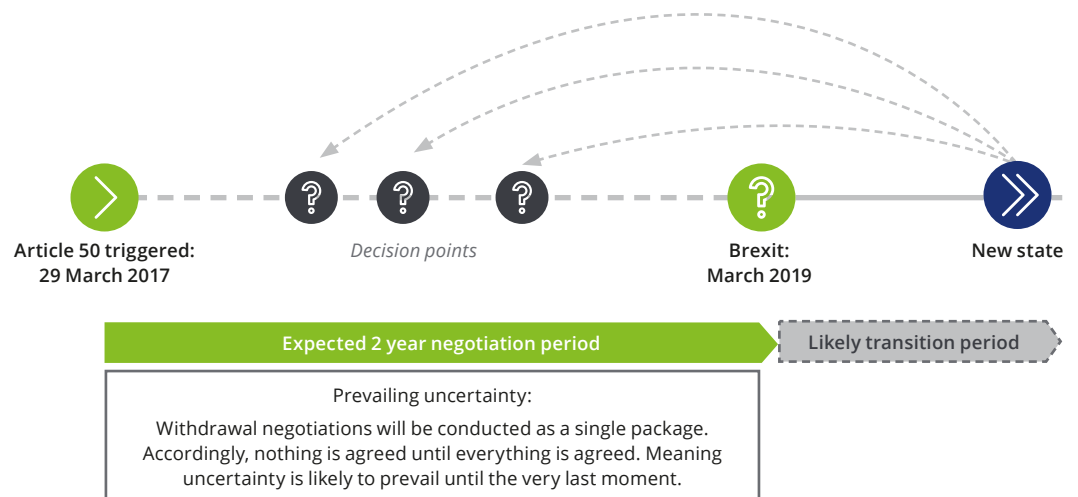 ?
?
?
?
Article 50 triggered:
29 March 2017
Decision points
Brexit:
March 2019
New state
Expected 2 year negotiation period
Likely transition period
Prevailing uncertainty:
Withdrawal negotiations will be conducted as a single package.
Accordingly, nothing is agreed until everything is agreed. Meaning
uncertainty is likely to prevail until the very last moment.